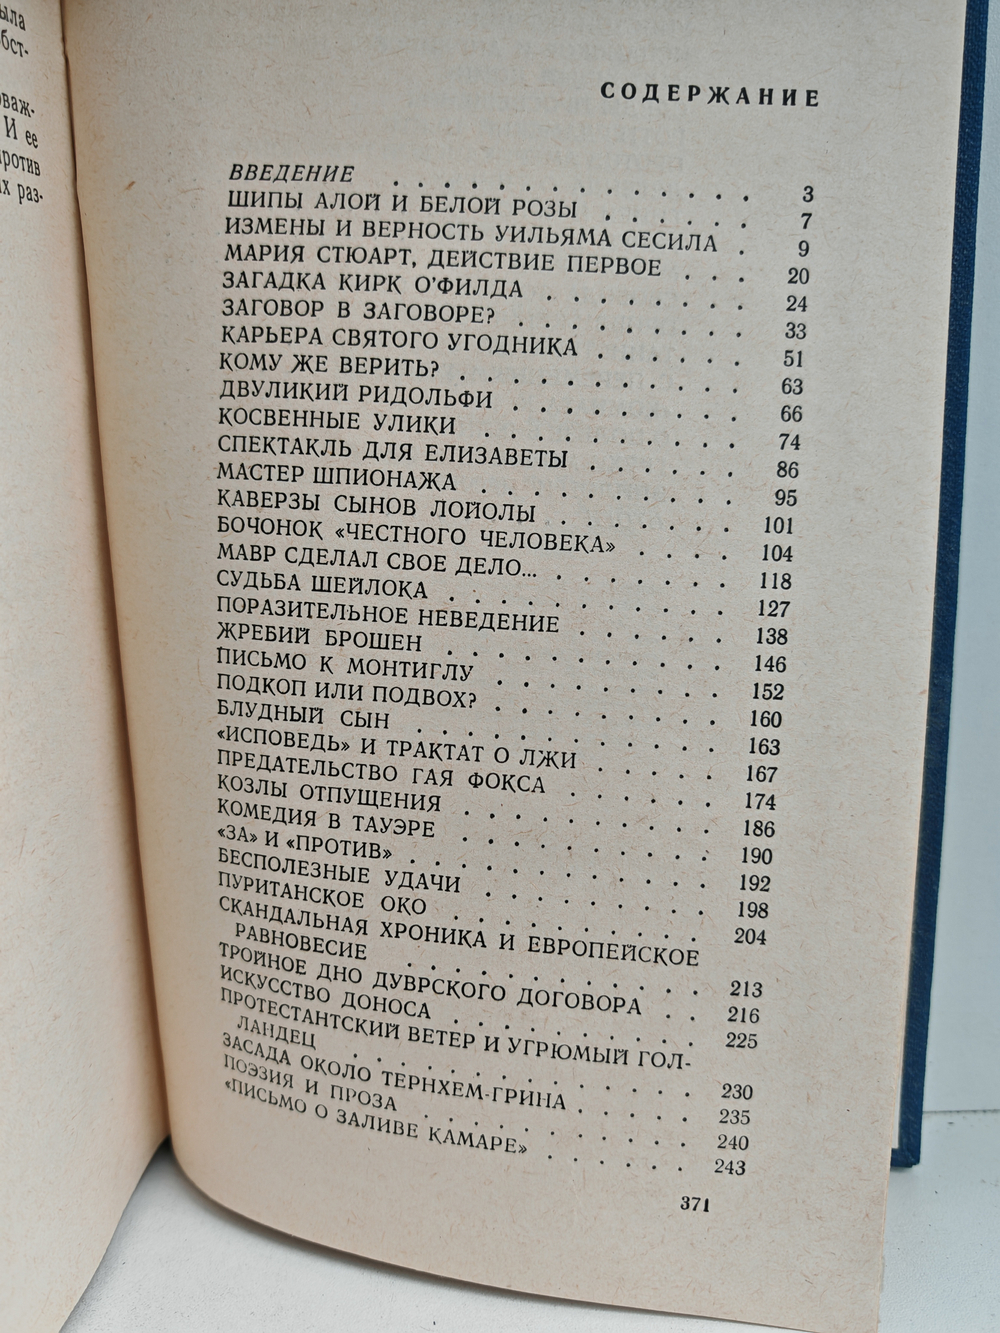 ыла
обст-
оваж-
И ее
против
их раз-
СОДЕРЖАНИЕ
ВВЕДЕНИЕ . . . . . . . . . . . . . . 3
ШИПЫ АЛОЙ И БЕЛОЙ РОЗЫ . . . . . . 7
ИЗМЕНЫ И ВЕРНОСТЬ УИЛЬЯМА СЕСИЛА . 9
МАРИЯ СТЮАРТ, ДЕЙСТВИЕ ПЕРВОЕ . . . 20
ЗАГАДКА КИРК О'ФИЛДА . . . . . . . . 24
ЗАГОВОР В ЗАГОВОРЕ? . . . . . . . . . 33
КАРЬЕРА СВЯТОГО УГОДНИКА . . . . . . 51
КОМУ ЖЕ ВЕРИТЬ? . . . . . . . . . . . 63
ДВУЛИКИЙ РИДОЛЬФИ . . . . . . . . . 66
КОСВЕННЫЕ УЛИКИ . . . . . . . . . . 74
СПЕКТАКЛЬ ДЛЯ ЕЛИЗАВЕТЫ . . . . . . 86
МАСТЕР ШПИОНАЖА . . . . . . . . . . 95
КАВЕРЗЫ СЫНОВ ЛОЙОЛЫ . . . . . . . 101
БОЧОНОК «ЧЕСТНОГО ЧЕЛОВЕКА» . . . . 104
МАВР СДЕЛАЛ СВОЕ ДЕЛО... . . . . . . . 118
СУДЬБА ШЕЙЛОКА . . . . . . . . . . . 127
ПОРАЗИТЕЛЬНОЕ НЕВЕДЕНИЕ . . . . . . 138
ЖРЕБИЙ БРОШЕН . . . . . . . . . . . 146
ПИСЬМО К МОНТИГЛУ . . . . . . . . . 152
ПОДКОП ИЛИ ПОДВОХ? . . . . . . . . . 160
БЛУДНЫЙ СЫН . . . . . . . . . . . . 163
«ИСПОВЕДЬ» И ТРАКТАТ О ЛЖИ . . . . . 167
ПРЕДАТЕЛЬСТВО ГАЯ ФОКСА . . . . . . 174
КОЗЛЫ ОТПУЩЕНИЯ . . . . . . . . . . 186
КОМЕДИЯ В ТАУЭРЕ . . . . . . . . . . 190
«ЗА» И «ПРОТИВ» . . . . . . . . . . . . 192
БЕСПОЛЕЗНЫЕ УДАЧИ . . . . . . . . . 198
ПУРИТАНСКОЕ ОКО . . . . . . . . . . 204
СКАНДАЛЬНАЯ ХРОНИКА И ЕВРОПЕЙСКОЕ
РАВНОВЕСИЕ . . . . . . . . . . . . 213
ТРОЙНОЕ ДНО ДУВРСКОГО ДОГОВОРА . . 216
ИСКУССТВО ДОНОСА . . . . . . . . . . 225
ПРОТЕСТАНТСКИЙ ВЕТЕР И УГРЮМЫЙ ГОЛ-
ЛАНДЕЦ . . . . . . . . . . . . . 230
ЗАСАДА ОКОЛО ТЕРНХЕМ-ГРИНА . . . . . 235
ПОЭЗИЯ И ПРОЗА . . . . . . . . . . . 240
«ПИСЬМО О ЗАЛИВЕ КАМАРЕ» . . . . . . 243
371